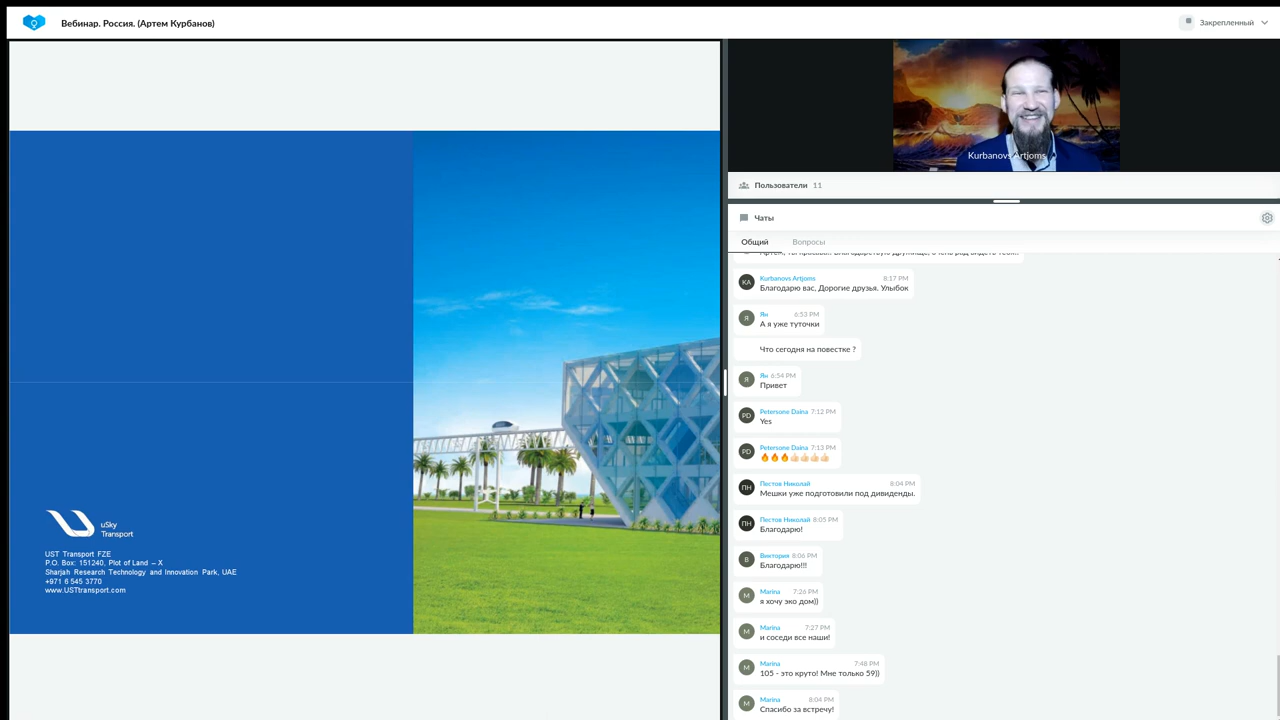 Вебинар. Россия. (Артем Курбанов)
Закрепленный
uSky
Transport
UST Transport FZE
P.O. Box: 151240, Plot of Land – X
Sharjah Research Technology and Innovation Park, UAE
+971 6 545 3770
www.USTtransport.com
Kurbanovs Artjoms
Пользователи 11
Чаты
Общий Вопросы
KA Kurbanovs Artjoms 8:17 PM
Благодарю вас, Дорогие друзья. Улыбок
Я Ян 6:53 PM
А я уже туточки
Что сегодня на повестке ?
Я Ян 6:54 PM
Привет
PD Petersone Daina 7:12 PM
Yes
PD Petersone Daina 7:13 PM
🔥🔥🔥👍🏻👍🏻👍🏻👍🏻
ПН Пестов Николай 8:04 PM
Мешки уже подготовили под дивиденды.
ПН Пестов Николай 8:05 PM
Благодарю!
В Виктория 8:06 PM
Благодарю!!!
M Marina 7:26 PM
я хочу эко дом))
M Marina 7:27 PM
и соседи все наши!
M Marina 7:48 PM
105 - это круто! Мне только 59))
M Marina 8:04 PM
Спасибо за встречу!